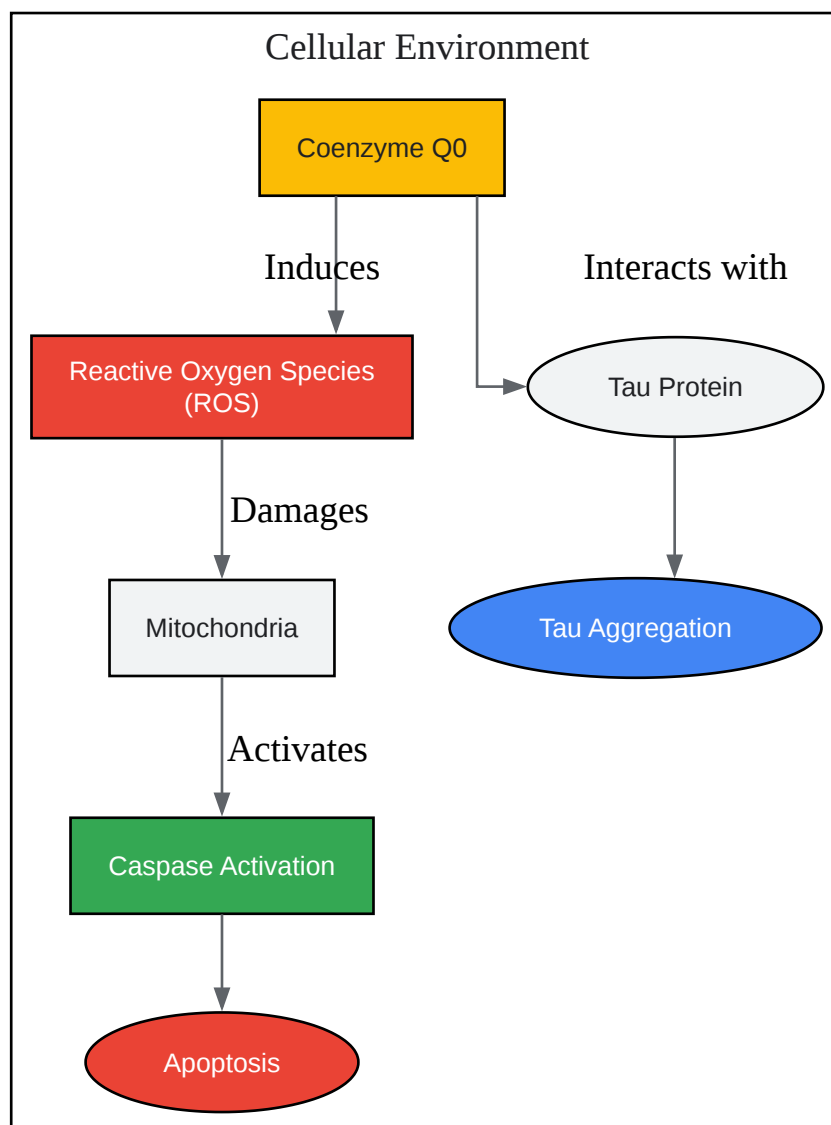 Cellular Environment
Coenzyme Q0
Induces
Interacts with
Reactive Oxygen Species
(ROS)
Tau Protein
Damages
Mitochondria
Tau Aggregation
Activates
Caspase Activation
Apoptosis